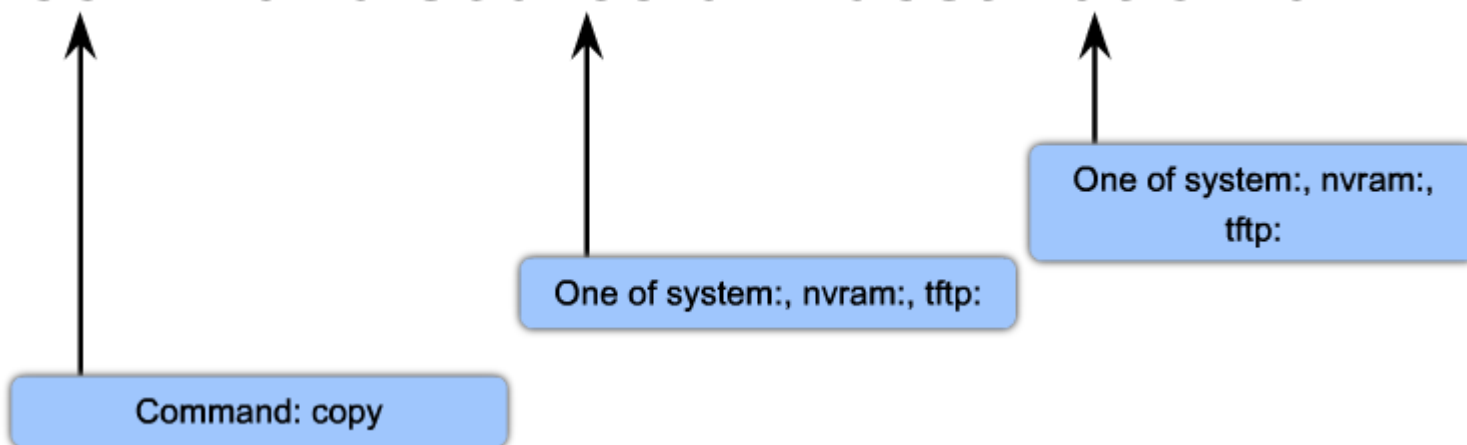 One of system:, nvram:,
tftp:
One of system:, nvram:, tftp:
Command: copy